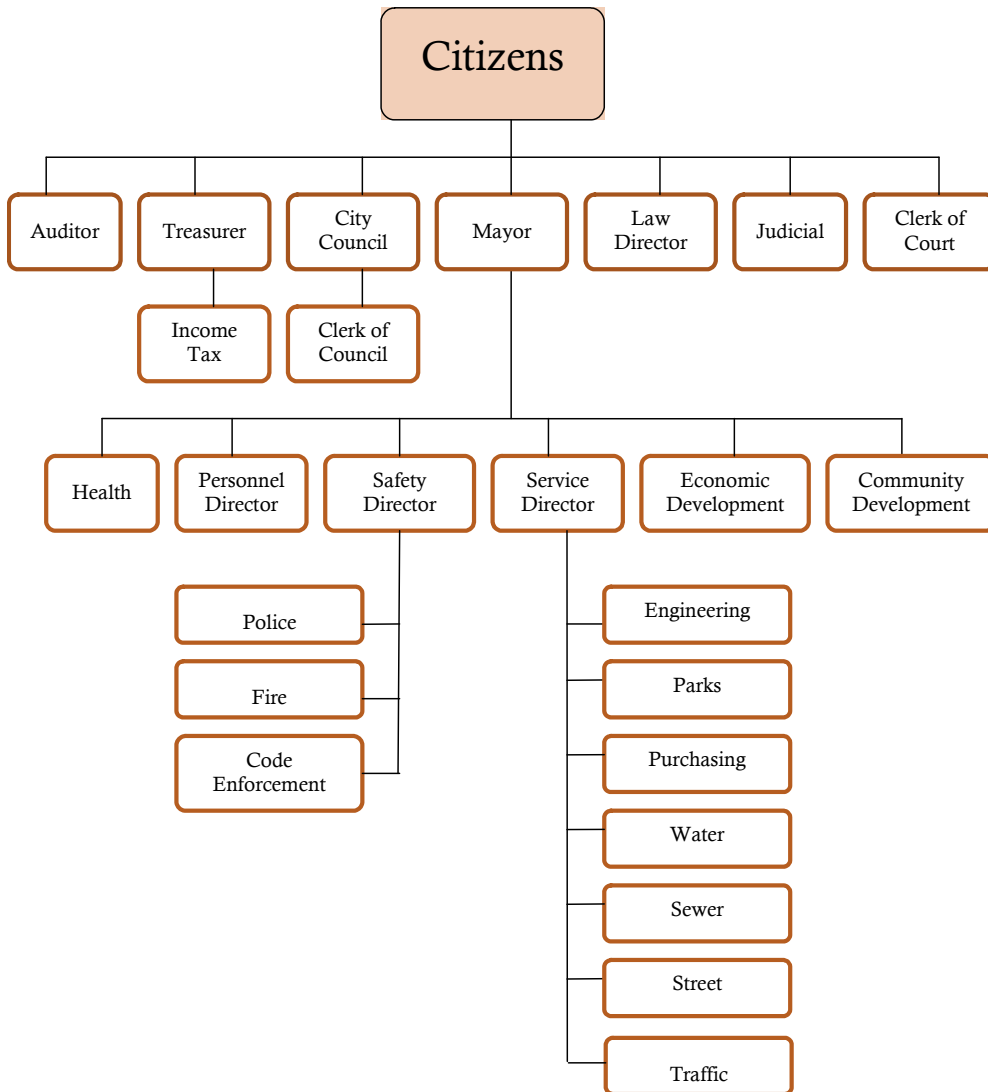 Citizens
Auditor
Treasurer
City
Council
Mayor
Law
Director
Judicial
Clerk of
Court
Income
Tax
Clerk of
Council
Health
Personnel
Director
Safety
Director
Service
Director
Economic
Development
Community
Development
Police
Fire
Code
Enforcement
Engineering
Parks
Purchasing
Water
Sewer
Street
Traffic